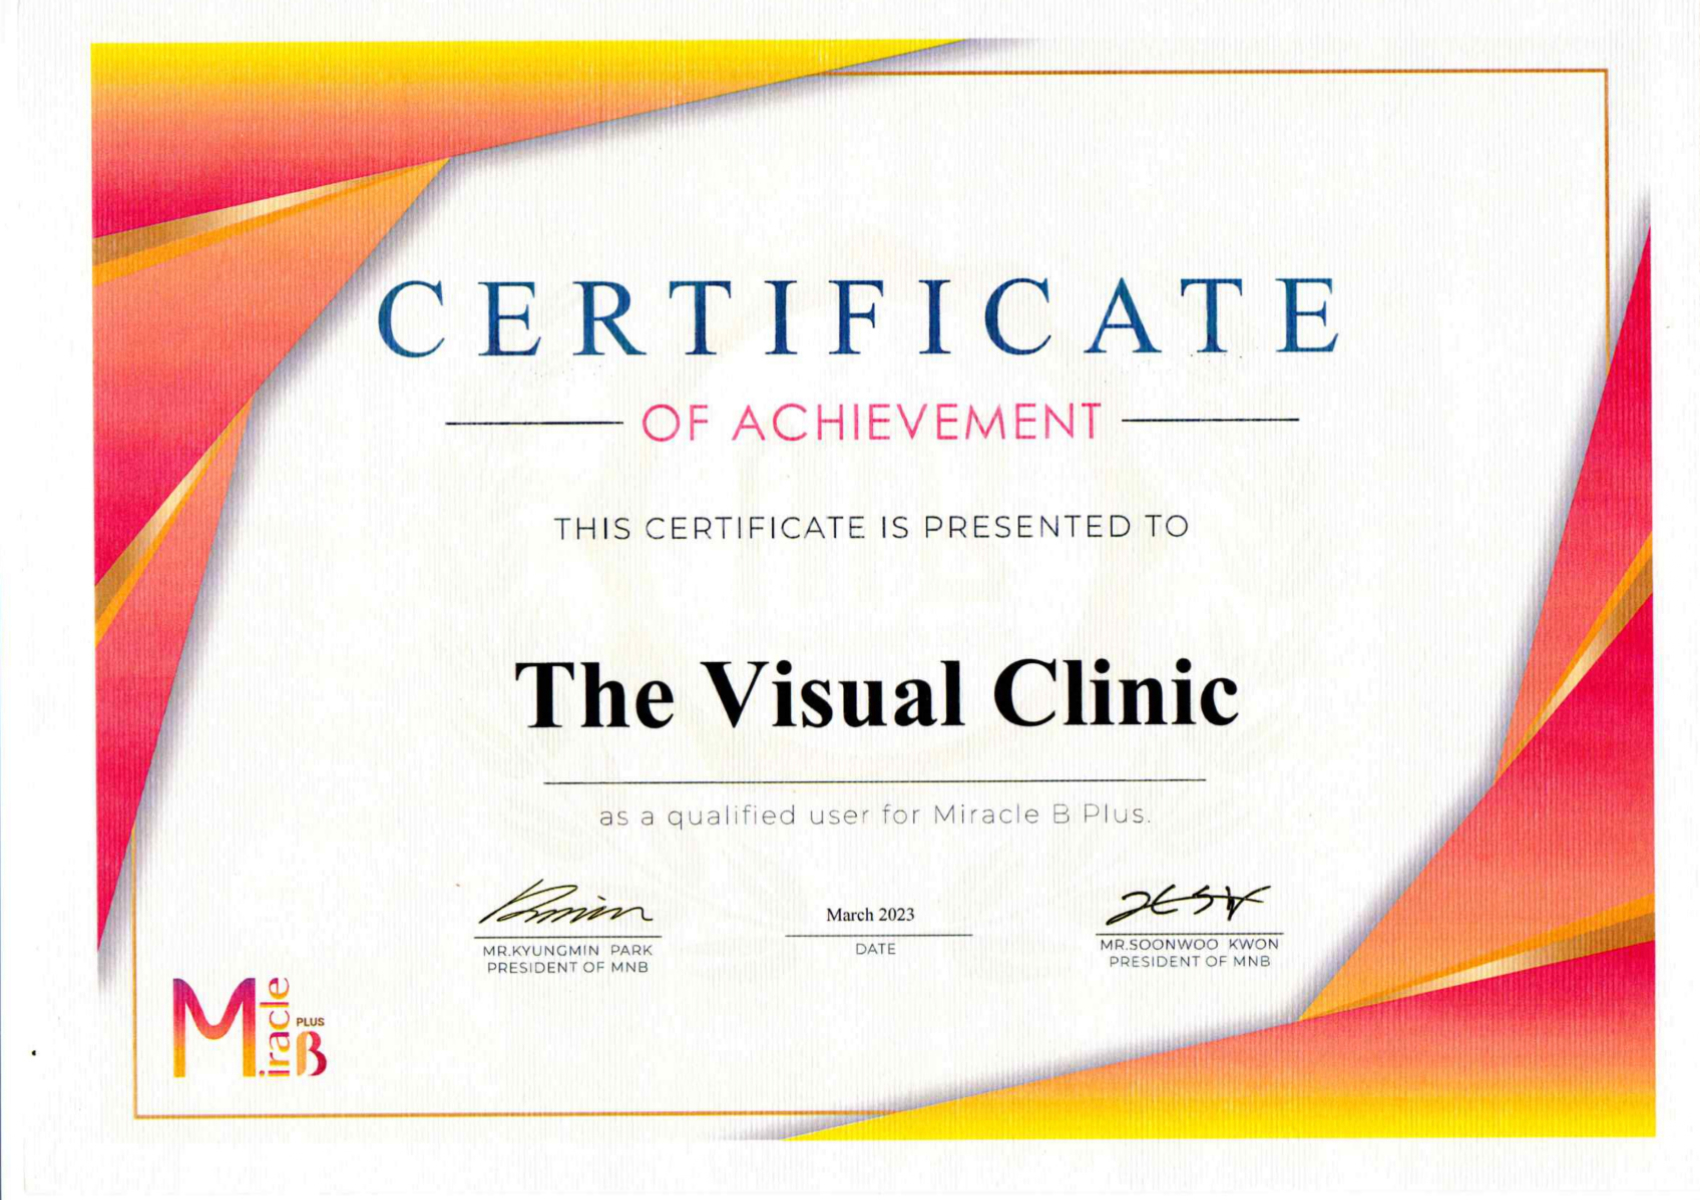 CERTIFICATE
OF ACHIEVEMENT
THIS CERTIFICATE IS PRESENTED TO
The Visual Clinic
as a qualified user for Miracle B Plus.
March 2023
MR.KYUNGMIN PARK
PRESIDENT OF MNB
DATE
MR.SOONWOO KWON
PRESIDENT OF MNB
Miracle
PLUS
B